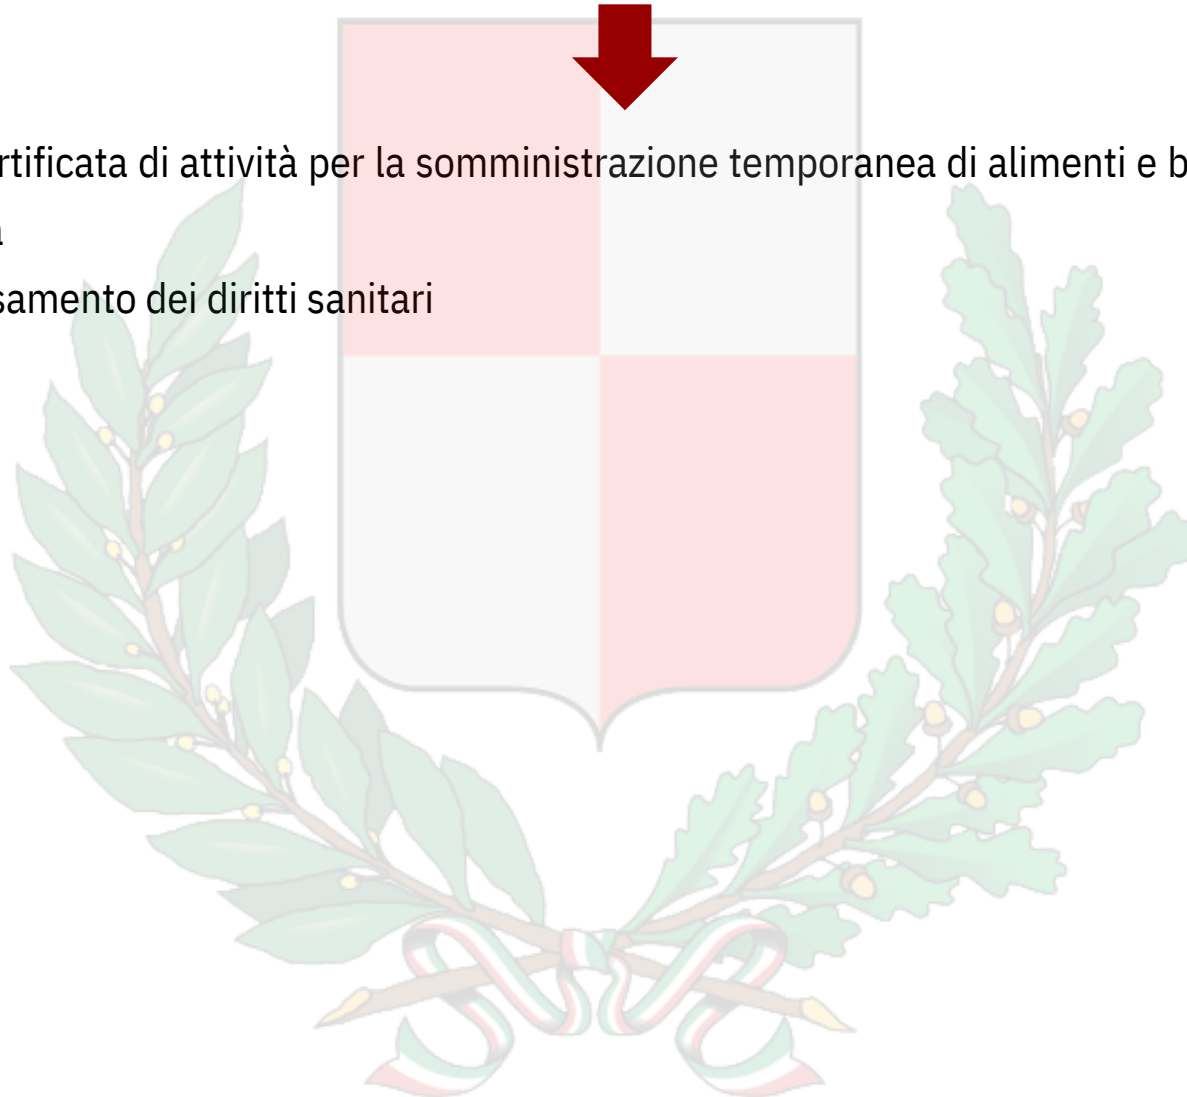 rtificata di attività per la somministrazione temporanea di alimenti e b
a
samento dei diritti sanitari